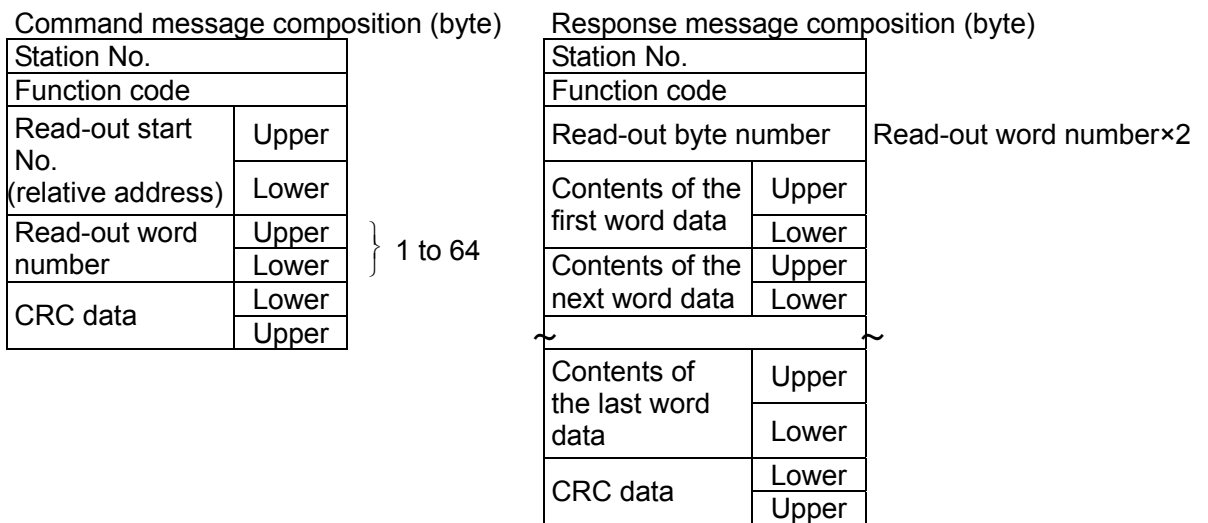 Command message composition (byte)
Station No.
Function code
Read-out start
No.
(relative address)
Upper
Lower
Read-out word
number
Upper
Lower
1 to 64
CRC data
Lower
Upper
Response message composition (byte)
Station No.
Function code
Read-out byte number
Read-out word number×2
Contents of the
first word data
Upper
Lower
Contents of the
next word data
Upper
Lower
~ ~
Contents of
the last word
data
Upper
Lower
CRC data
Lower
Upper